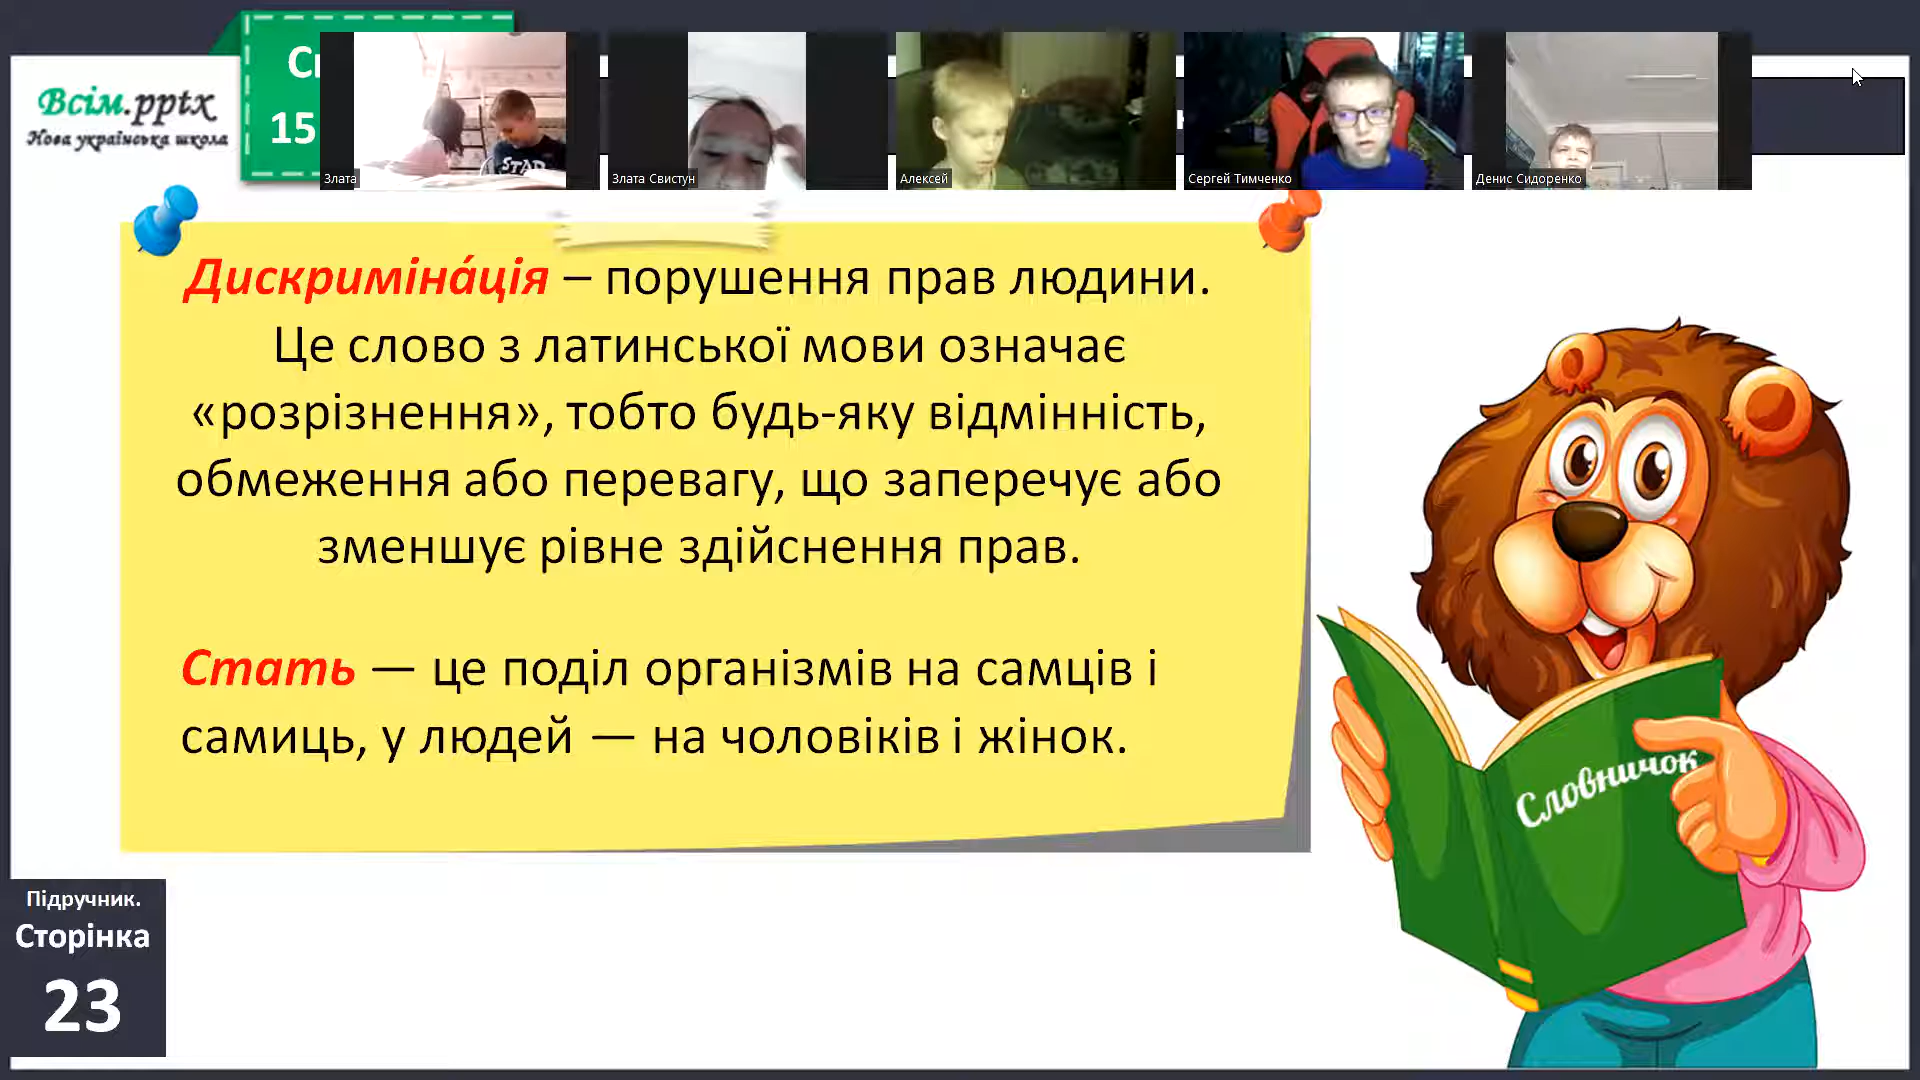 Всім.pptx
Нова українська школа
15
Злата
Злата Свистун
Алексей
Сергей Тимченко
Денис Сидоренко
Дискриміна́ція – порушення прав людини.
Це слово з латинської мови означає
«розрізнення», тобто будь-яку відмінність,
обмеження або перевагу, що заперечує або
зменшує рівне здійснення прав.
Стать — це поділ організмів на самців і
самиць, у людей — на чоловіків і жінок.
Словничок
Підручник.
Сторінка
23